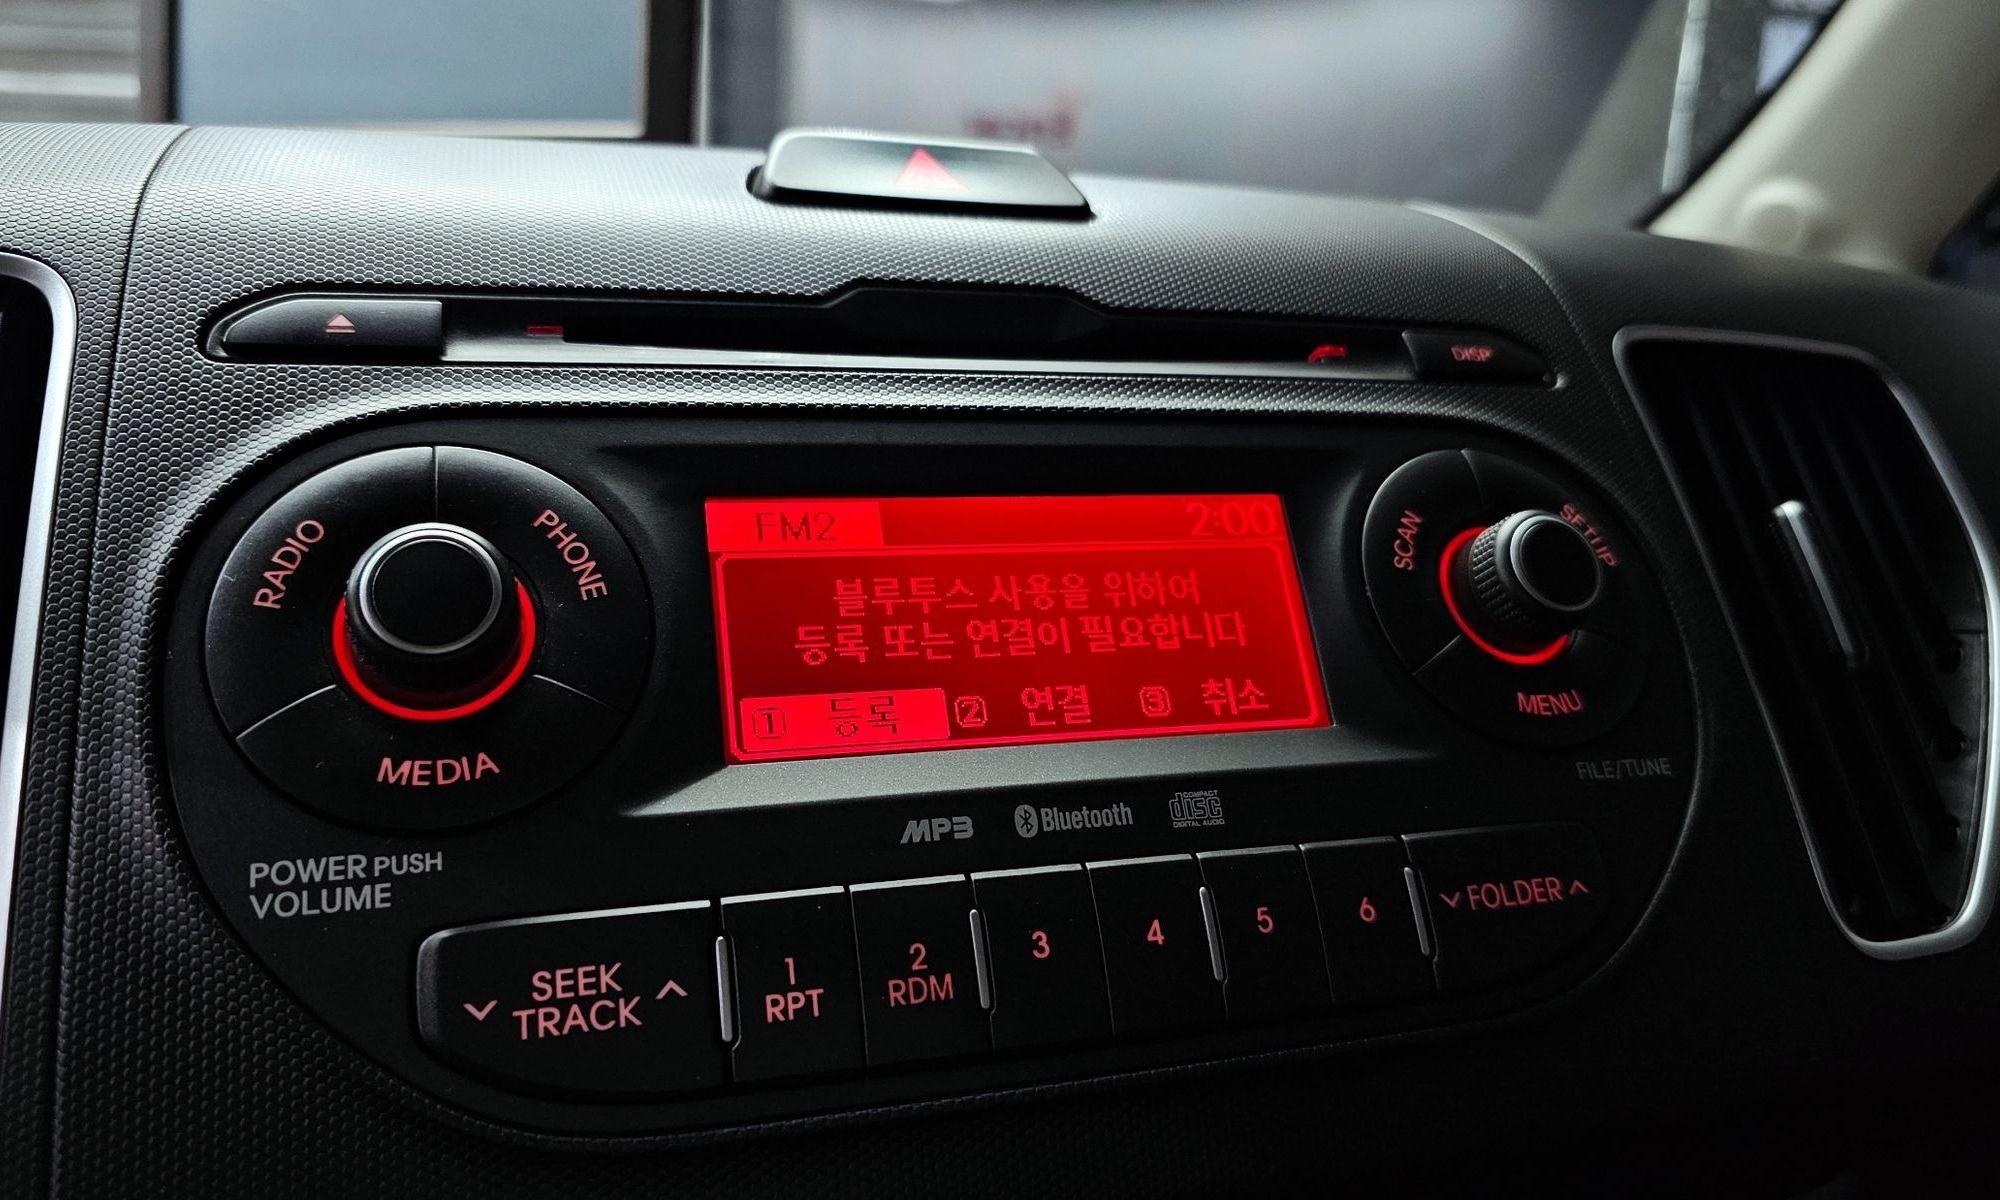 DISP
RADIO
PHONE
MEDIA
FM2 2:00
블루투스 사용을 위하여
등록 또는 연결이 필요합니다
1 등록 2 연결 3 취소
SCAN
SETUP
MENU
FILE/TUNE
POWER PUSH
VOLUME
MP3 Bluetooth COMPACT disc DIGITAL AUDIO
SEEK
TRACK
1
RPT
2
RDM
3
4
5
6
FOLDER